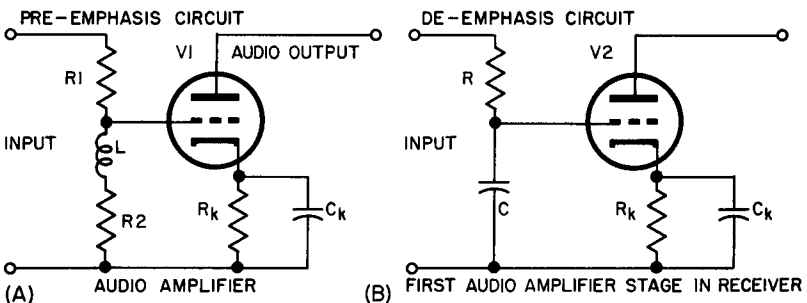 PRE-EMPHASIS CIRCUIT
V1
AUDIO OUTPUT
R1
INPUT
L
R2
Rk
Ck
(A)
AUDIO AMPLIFIER
DE-EMPHASIS CIRCUIT
V2
R
INPUT
C
Rk
Ck
(B)
FIRST AUDIO AMPLIFIER STAGE IN RECEIVER